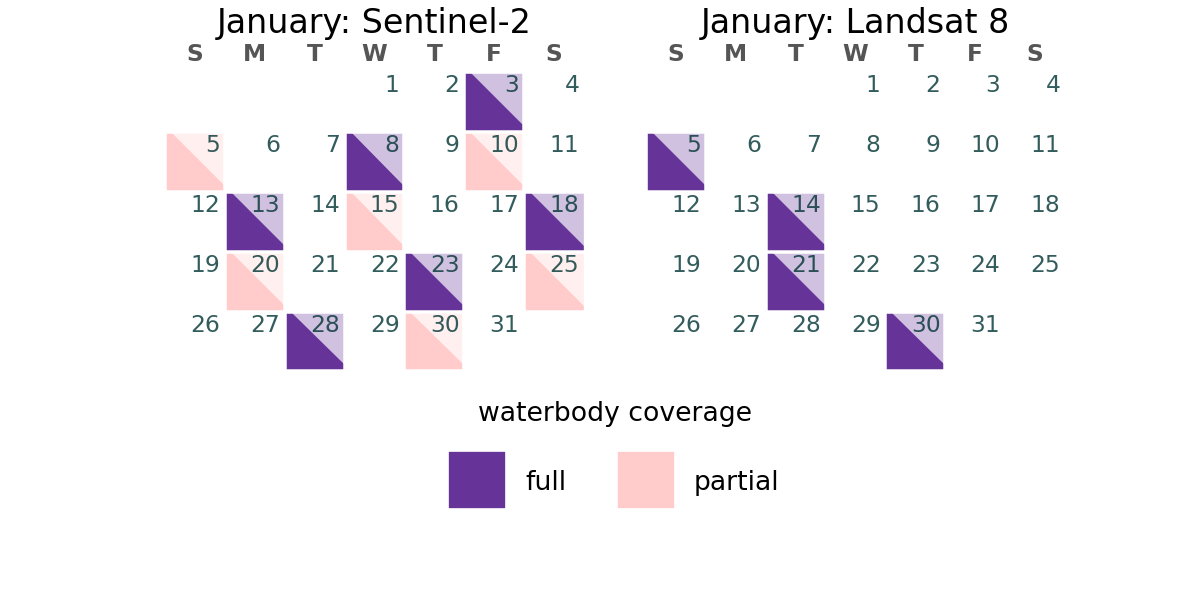 January: Sentinel-2
S M T W T F S
1 2 3 4
5 6 7 8 9 10 11
12 13 14 15 16 17 18
19 20 21 22 23 24 25
26 27 28 29 30 31
January: Landsat 8
S M T W T F S
1 2 3 4
5 6 7 8 9 10 11
12 13 14 15 16 17 18
19 20 21 22 23 24 25
26 27 28 29 30 31
waterbody coverage
full
partial